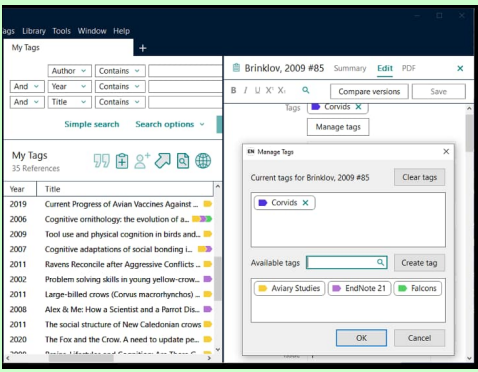 ags Library Tools Window Help
My Tags +
Author Contains
And Year Contains
And Title Contains
Simple search Search options
My Tags
35 References
Year Title
2019 Current Progress of Avian Vaccines Against ...
2006 Cognitive ornithology: the evolution of a...
2009 Tool use and physical cognition in birds and...
2007 Cognitive adaptations of social bonding i...
2011 Ravens Reconcile after Aggressive Conflicts ...
2002 Problem solving skills in young yellow-crow...
2011 Large-billed crows (Corvus macrorhynchos) ...
2008 Alex & Me: How a Scientist and a Parrot Dis...
2011 The social structure of New Caledonian crows
2020 The Fox and the Crow. A need to update pe...
Brinklov, 2009 #85 Summary Edit PDF
B I U X¹ X₁ Compare versions Save
Tags Corvids X
Manage tags
EN Manage Tags
Current tags for Brinklov, 2009 #85 Clear tags
Corvids X
Available tags Create tag
Aviary Studies EndNote 21 Falcons
OK Cancel